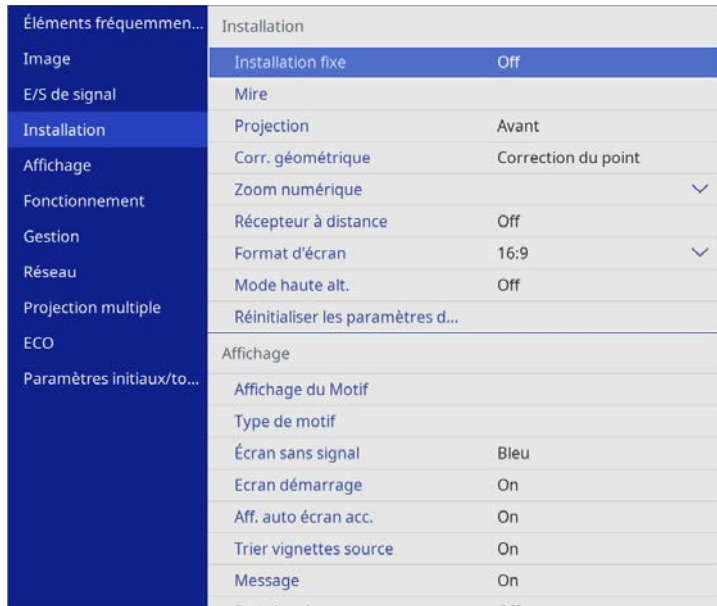 Éléments fréquemmen...
Image
E/S de signal
Installation
Affichage
Fonctionnement
Gestion
Réseau
Projection multiple
ECO
Paramètres initiaux/to...
Installation
Installation fixe Off
Mire
Projection Avant
Corr. géométrique Correction du point
Zoom numérique
Récepteur à distance Off
Format d'écran 16:9
Mode haute alt. Off
Réinitialiser les paramètres d...
Affichage
Affichage du Motif
Type de motif
Écran sans signal Bleu
Ecran démarrage On
Aff. auto écran acc. On
Trier vignettes source On
Message On